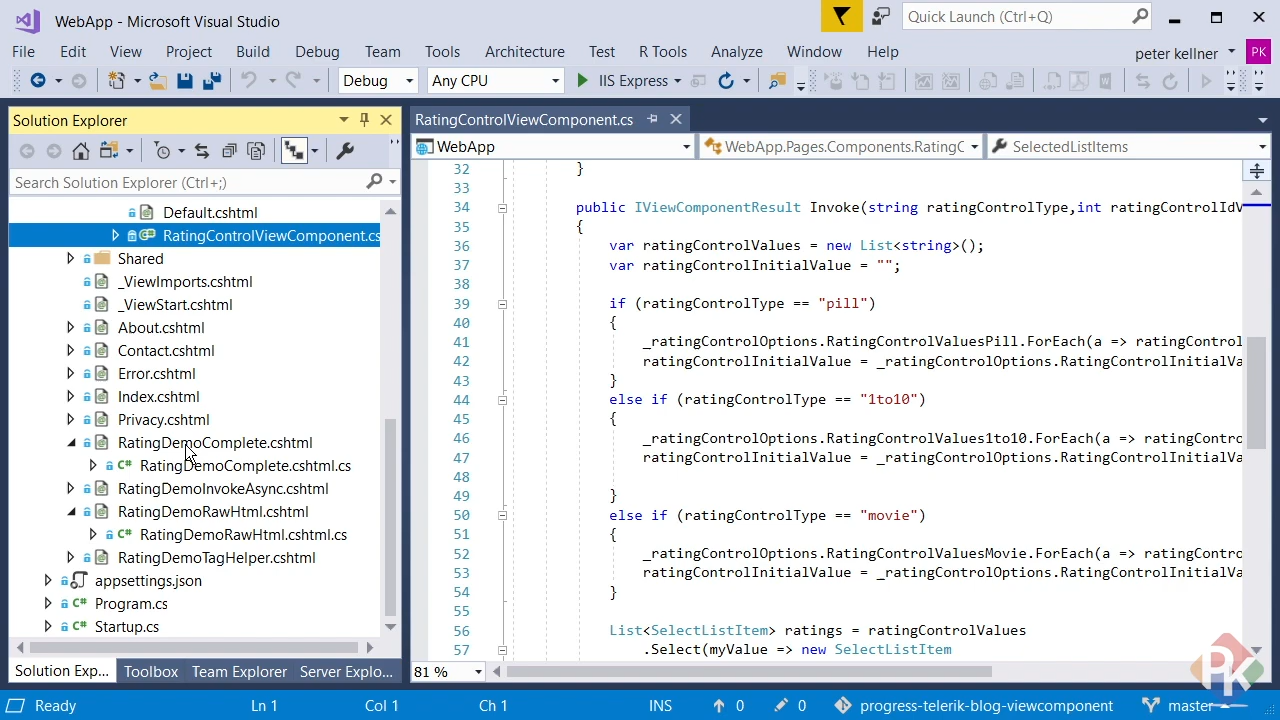 WebApp - Microsoft Visual Studio
Quick Launch (Ctrl+Q)
File Edit View Project Build Debug Team Tools Architecture Test R Tools Analyze Window Help
peter kellner PK
Debug Any CPU IIS Express
Solution Explorer
Search Solution Explorer (Ctrl+;)
Default.cshtml
RatingControlViewComponent.cs
Shared
_ViewImports.cshtml
_ViewStart.cshtml
About.cshtml
Contact.cshtml
Error.cshtml
Index.cshtml
Privacy.cshtml
RatingDemoComplete.cshtml
C# RatingDemoComplete.cshtml.cs
RatingDemoInvokeAsync.cshtml
RatingDemoRawHtml.cshtml
C# RatingDemoRawHtml.cshtml.cs
RatingDemoTagHelper.cshtml
appsettings.json
C# Program.cs
C# Startup.cs
Solution Exp... Toolbox Team Explorer Server Explo...
RatingControlViewComponent.cs
WebApp WebApp.Pages.Components.RatingC SelectedListItems
32 }
33
34 public IViewComponentResult Invoke(string ratingControlType,int ratingControlIdV
35 {
36 var ratingControlValues = new List<string>();
37 var ratingControlInitialValue = "";
38
39 if (ratingControlType == "pill")
40 {
41 _ratingControlOptions.RatingControlValuesPill.ForEach(a => ratingControl
42 ratingControlInitialValue = _ratingControlOptions.RatingControlInitialVa
43 }
44 else if (ratingControlType == "1to10")
45 {
46 _ratingControlOptions.RatingControlValues1to10.ForEach(a => ratingContro
47 ratingControlInitialValue = _ratingControlOptions.RatingControlInitialVa
48
49 }
50 else if (ratingControlType == "movie")
51 {
52 _ratingControlOptions.RatingControlValuesMovie.ForEach(a => ratingContro
53 ratingControlInitialValue = _ratingControlOptions.RatingControlInitialVa
54 }
55
56 List<SelectListItem> ratings = ratingControlValues
57 .Select(myValue => new SelectListItem
81 %
PK
Ready Ln 1 Col 1 Ch 1 INS 0 0 progress-telerik-blog-viewcomponent master